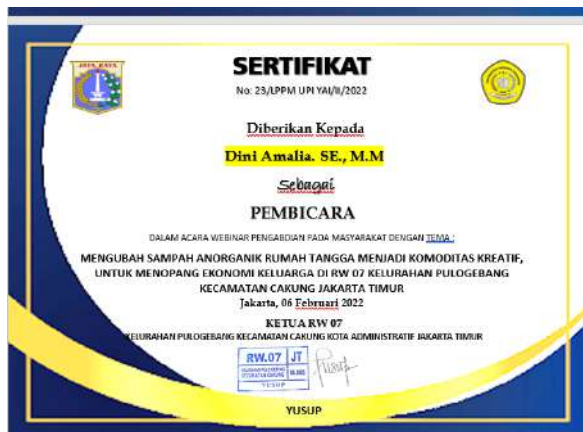 JAYA RAYA
SERTIFIKAT
No: 23/LPPM UPI YAI/II/2022
Diberikan Kepada
Dini Amalia. SE., M.M
Sebagai
PEMBICARA
DALAM ACARA WEBINAR PENGABDIAN PADA MASYARAKAT DENGAN TEMA :
MENGUBAH SAMPAH ANORGANIK RUMAH TANGGA MENJADI KOMODITAS KREATIF,
UNTUK MENOPANG EKONOMI KELUARGA DI RW 07 KELURAHAN PULOGEBANG
KECAMATAN CAKUNG JAKARTA TIMUR
Jakarta, 06 Februari 2022
KETUA RW 07
KELURAHAN PULOGEBANG KECAMATAN CAKUNG KOTA ADMINISTRATIF JAKARTA TIMUR
RW.07 JT
YUSUP
YUSUP